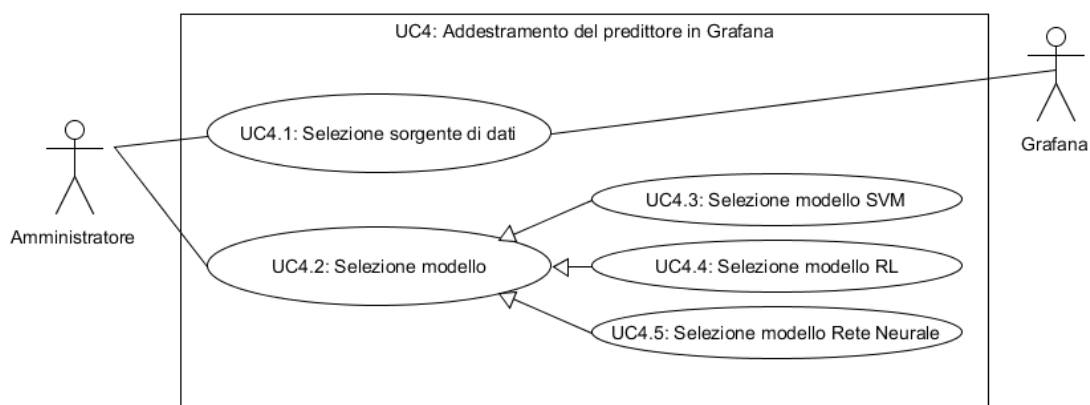 UC4: Addestramento del predittore in Grafana
UC4.1: Selezione sorgente di dati
Grafana
UC4.3: Selezione modello SVM
Amministratore
UC4.2: Selezione modello
UC4.4: Selezione modello RL
UC4.5: Selezione modello Rete Neurale